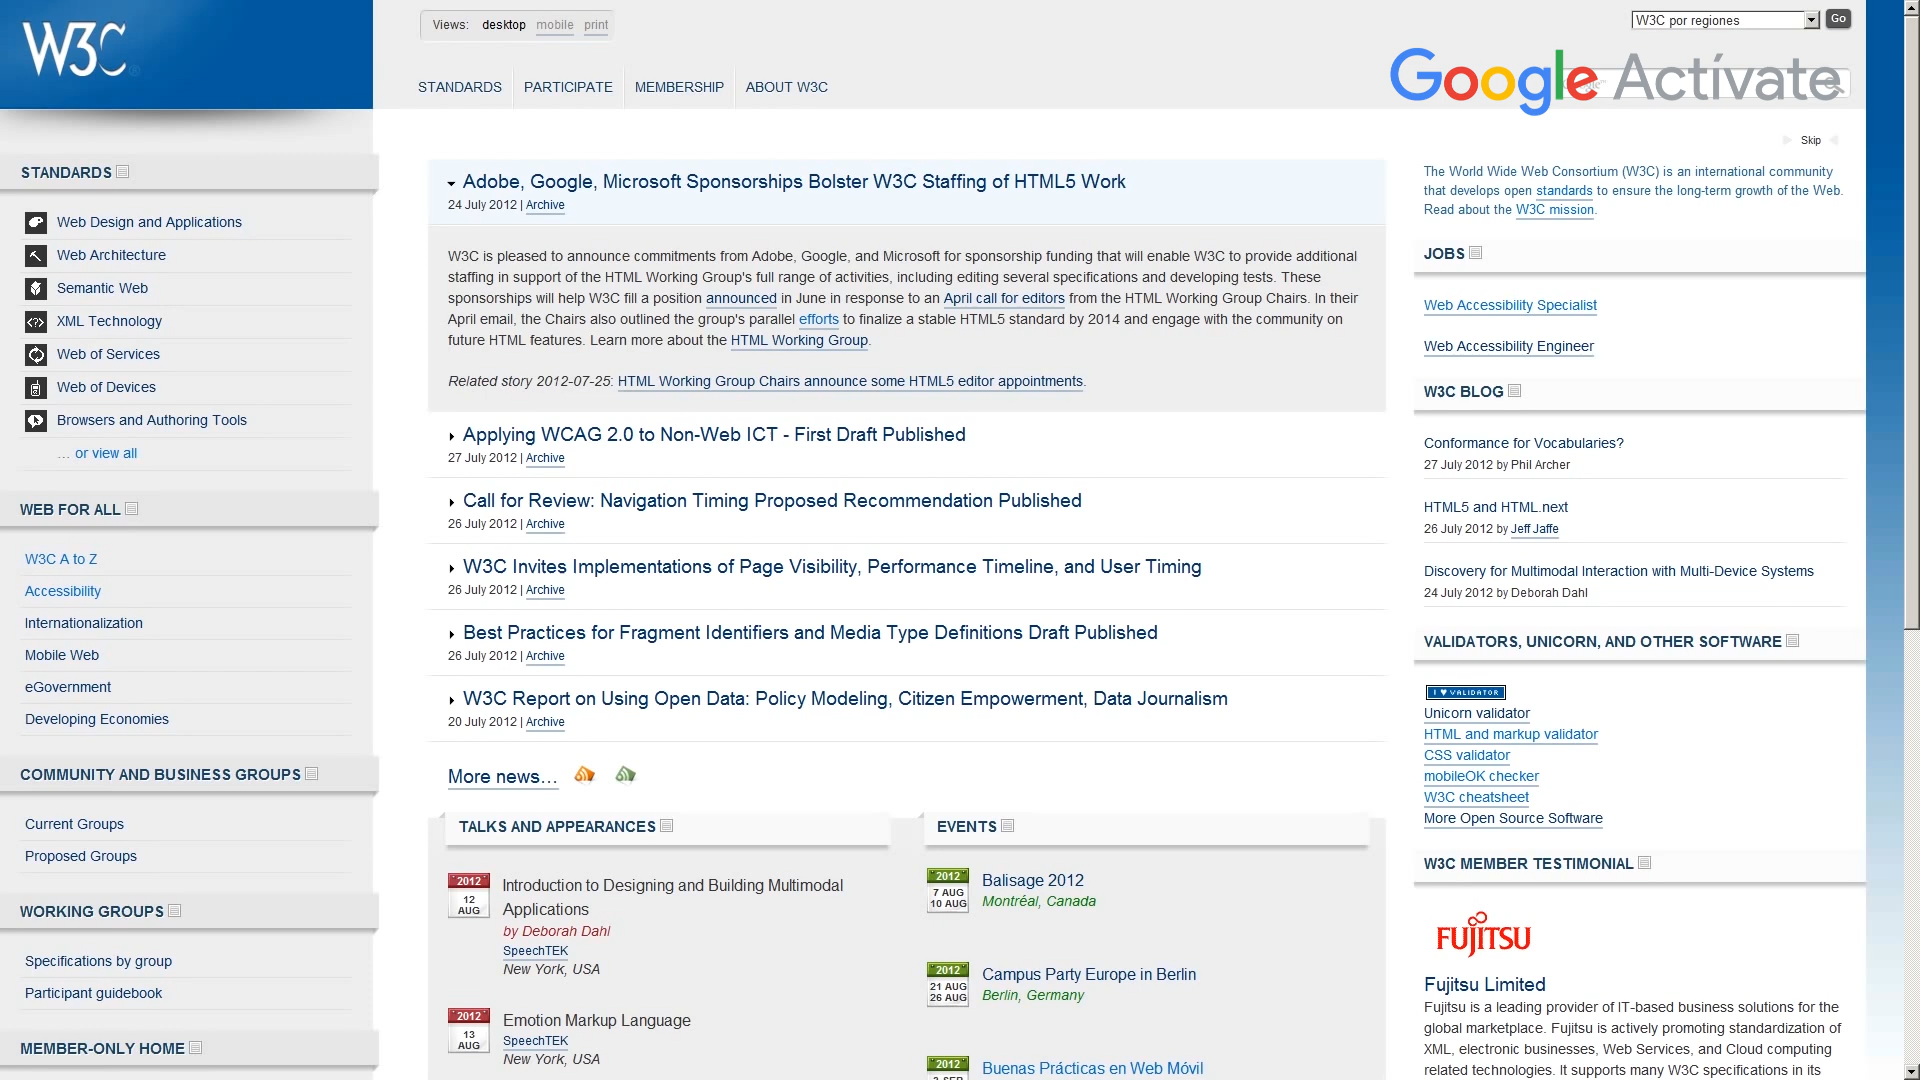 W3C
Views: desktop mobile print
W3C por regiones
Go
STANDARDS PARTICIPATE MEMBERSHIP ABOUT W3C
Google Actívate
Skip
STANDARDS
Web Design and Applications
Web Architecture
Semantic Web
XML Technology
Web of Services
Web of Devices
Browsers and Authoring Tools
… or view all
WEB FOR ALL
W3C A to Z
Accessibility
Internationalization
Mobile Web
eGovernment
Developing Economies
COMMUNITY AND BUSINESS GROUPS
Current Groups
Proposed Groups
WORKING GROUPS
Specifications by group
Participant guidebook
MEMBER-ONLY HOME
Adobe, Google, Microsoft Sponsorships Bolster W3C Staffing of HTML5 Work
24 July 2012 | Archive
W3C is pleased to announce commitments from Adobe, Google, and Microsoft for sponsorship funding that will enable W3C to provide additional
staffing in support of the HTML Working Group's full range of activities, including editing several specifications and developing tests. These
sponsorships will help W3C fill a position announced in June in response to an April call for editors from the HTML Working Group Chairs. In their
April email, the Chairs also outlined the group's parallel efforts to finalize a stable HTML5 standard by 2014 and engage with the community on
future HTML features. Learn more about the HTML Working Group.
Related story 2012-07-25: HTML Working Group Chairs announce some HTML5 editor appointments.
Applying WCAG 2.0 to Non-Web ICT - First Draft Published
27 July 2012 | Archive
Call for Review: Navigation Timing Proposed Recommendation Published
26 July 2012 | Archive
W3C Invites Implementations of Page Visibility, Performance Timeline, and User Timing
26 July 2012 | Archive
Best Practices for Fragment Identifiers and Media Type Definitions Draft Published
26 July 2012 | Archive
W3C Report on Using Open Data: Policy Modeling, Citizen Empowerment, Data Journalism
20 July 2012 | Archive
More news…
TALKS AND APPEARANCES
2012
12
AUG
Introduction to Designing and Building Multimodal
Applications
by Deborah Dahl
SpeechTEK
New York, USA
2012
13
AUG
Emotion Markup Language
SpeechTEK
New York, USA
EVENTS
2012
7 AUG
10 AUG
Balisage 2012
Montréal, Canada
2012
21 AUG
26 AUG
Campus Party Europe in Berlin
Berlin, Germany
2012
Buenas Prácticas en Web Móvil
The World Wide Web Consortium (W3C) is an international community
that develops open standards to ensure the long-term growth of the Web.
Read about the W3C mission.
JOBS
Web Accessibility Specialist
Web Accessibility Engineer
W3C BLOG
Conformance for Vocabularies?
27 July 2012 by Phil Archer
HTML5 and HTML.next
26 July 2012 by Jeff Jaffe
Discovery for Multimodal Interaction with Multi-Device Systems
24 July 2012 by Deborah Dahl
VALIDATORS, UNICORN, AND OTHER SOFTWARE
I ♥ VALIDATOR
Unicorn validator
HTML and markup validator
CSS validator
mobileOK checker
W3C cheatsheet
More Open Source Software
W3C MEMBER TESTIMONIAL
FUJITSU
Fujitsu Limited
Fujitsu is a leading provider of IT-based business solutions for the
global marketplace. Fujitsu is actively promoting standardization of
XML, electronic businesses, Web Services, and Cloud computing
related technologies. It supports many W3C specifications in its